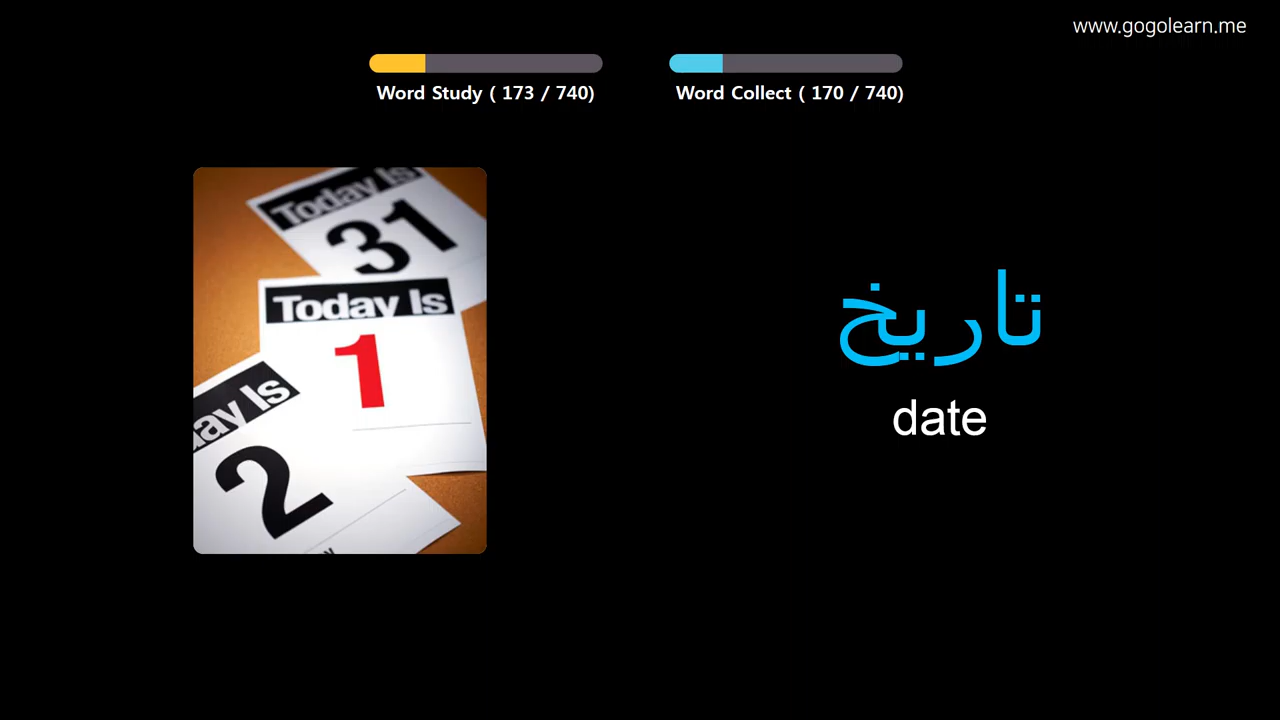 www.gogolearn.me
Word Study ( 173 / 740)
Word Collect ( 170 / 740)
Today Is
31
Today Is
1
ay Is
2
تاریخ
date